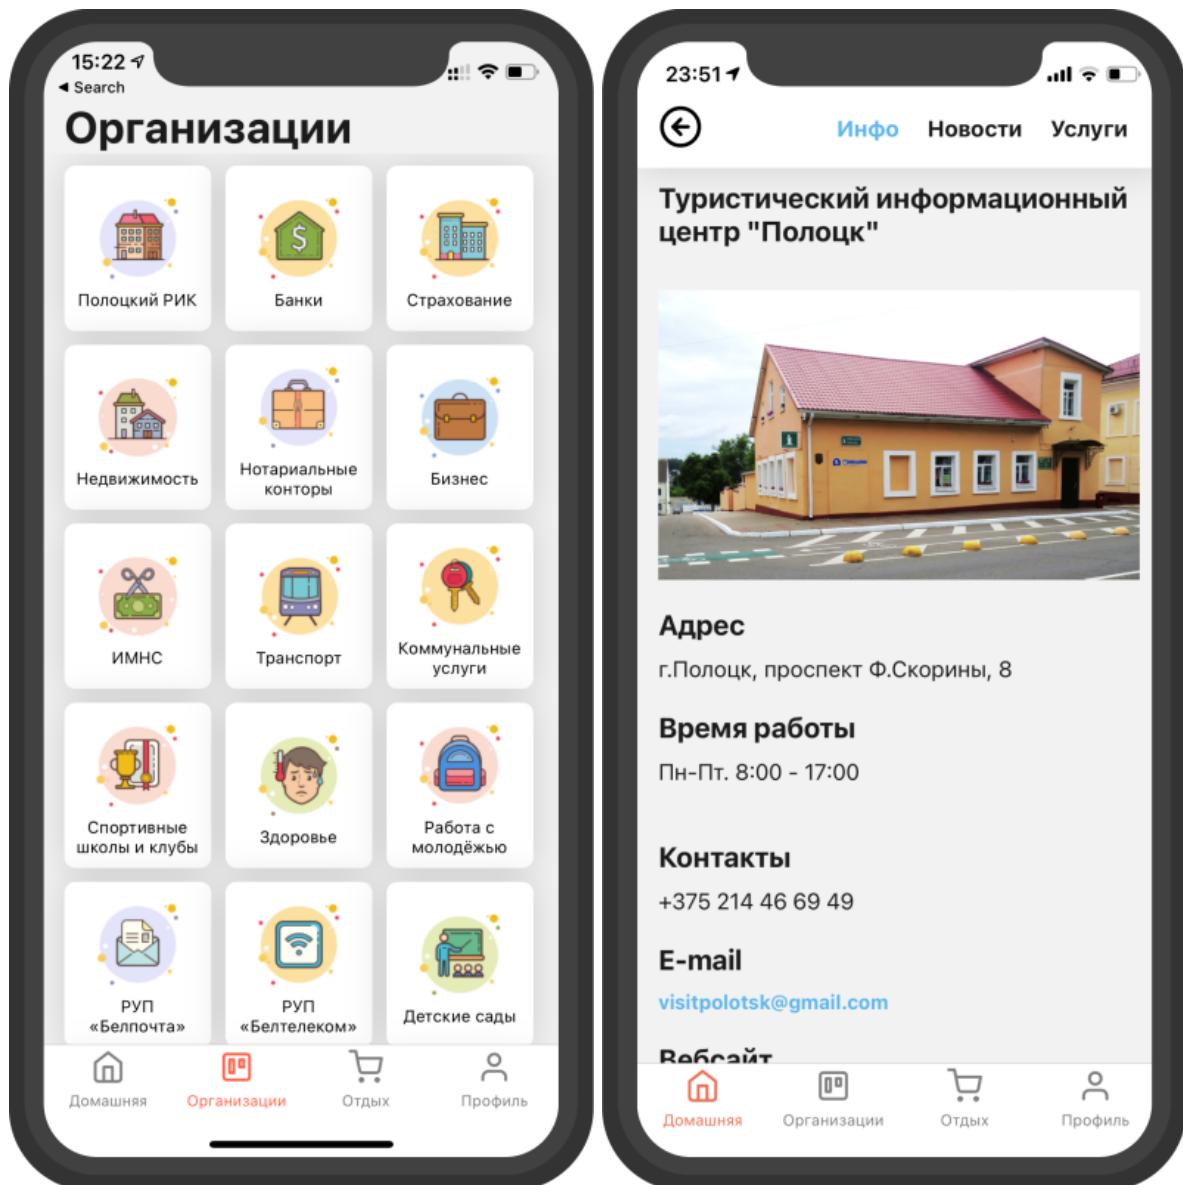 15:22
◀ Search
Организации
Полоцкий РИК
Банки
Страхование
Недвижимость
Нотариальные
конторы
Бизнес
ИМНС
Транспорт
Коммунальные
услуги
Спортивные
школы и клубы
Здоровье
Работа с
молодёжью
РУП
«Белпочта»
РУП
«Белтелеком»
Детские сады
Домашняя
Организации
Отдых
Профиль
23:51
Инфо
Новости
Услуги
Туристический информационный
центр "Полоцк"
Адрес
г.Полоцк, проспект Ф.Скорины, 8
Время работы
Пн-Пт. 8:00 - 17:00
Контакты
+375 214 46 69 49
E-mail
visitpolotsk@gmail.com
Вебсайт
Домашняя
Организации
Отдых
Профиль